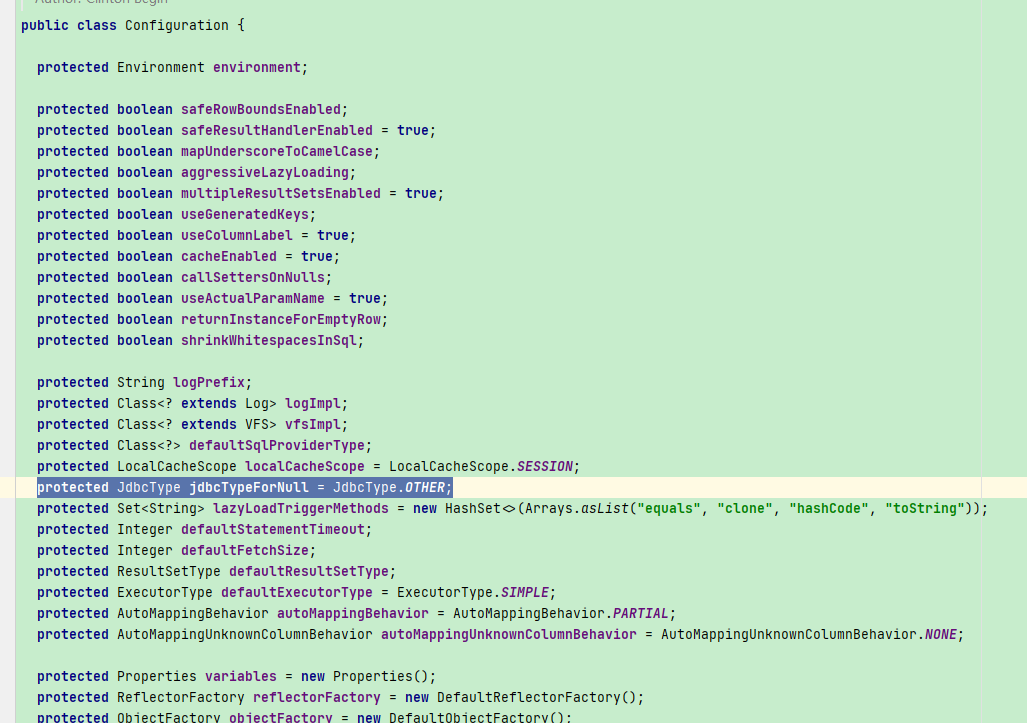 Author: Clinton Begin
public class Configuration {
protected Environment environment;
protected boolean safeRowBoundsEnabled;
protected boolean safeResultHandlerEnabled = true;
protected boolean mapUnderscoreToCamelCase;
protected boolean aggressiveLazyLoading;
protected boolean multipleResultSetsEnabled = true;
protected boolean useGeneratedKeys;
protected boolean useColumnLabel = true;
protected boolean cacheEnabled = true;
protected boolean callSettersOnNulls;
protected boolean useActualParamName = true;
protected boolean returnInstanceForEmptyRow;
protected boolean shrinkWhitespacesInSql;
protected String logPrefix;
protected Class<? extends Log> logImpl;
protected Class<? extends VFS> vfsImpl;
protected Class<?> defaultSqlProviderType;
protected LocalCacheScope localCacheScope = LocalCacheScope.SESSION;
protected JdbcType jdbcTypeForNull = JdbcType.OTHER;
protected Set<String> lazyLoadTriggerMethods = new HashSet<>(Arrays.asList("equals", "clone", "hashCode", "toString"));
protected Integer defaultStatementTimeout;
protected Integer defaultFetchSize;
protected ResultSetType defaultResultSetType;
protected ExecutorType defaultExecutorType = ExecutorType.SIMPLE;
protected AutoMappingBehavior autoMappingBehavior = AutoMappingBehavior.PARTIAL;
protected AutoMappingUnknownColumnBehavior autoMappingUnknownColumnBehavior = AutoMappingUnknownColumnBehavior.NONE;
protected Properties variables = new Properties();
protected ReflectorFactory reflectorFactory = new DefaultReflectorFactory();
protected ObjectFactory objectFactory = new DefaultObjectFactory();